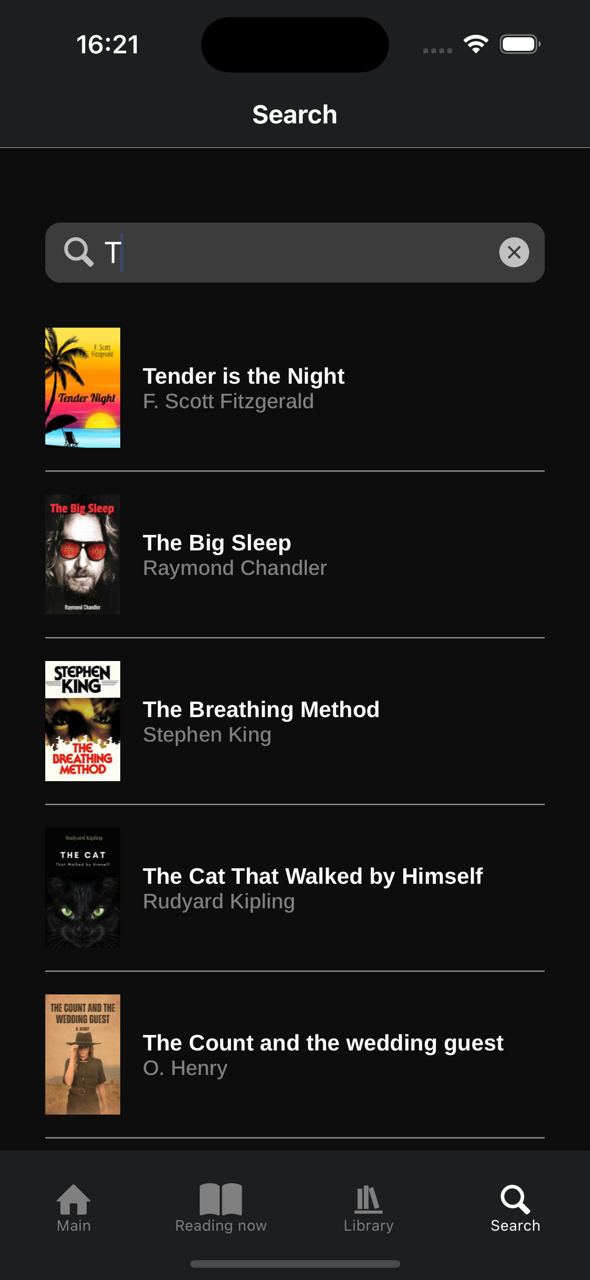 16:21
Search
T
F. Scott
Fitzgerald
Tender Night
Tender is the Night
F. Scott Fitzgerald
The Big Sleep
Raymond Chandler
The Big Sleep
Raymond Chandler
STEPHEN
KING
THE
BREATHING
METHOD
The Breathing Method
Stephen King
Rudyard Kipling
THE CAT
That Walked by Himself
The Cat That Walked by Himself
Rudyard Kipling
THE COUNT AND THE
WEDDING GUEST
O. HENRY
The Count and the wedding guest
O. Henry
Main
Reading now
Library
Search